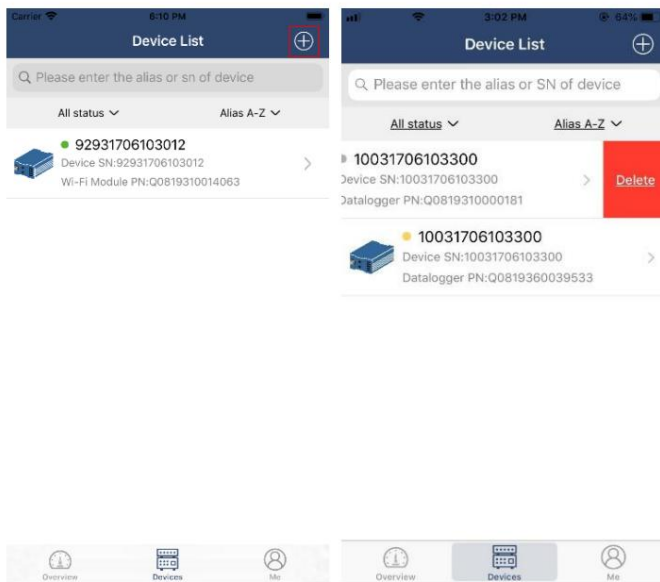 Carrier 6:10 PM
Device List
Please enter the alias or sn of device
All status Alias A-Z
92931706103012
Device SN:92931706103012
Wi-Fi Module PN:Q0819310014063
Overview Devices Me
3:02 PM 64%
Device List
Please enter the alias or SN of device
All status Alias A-Z
10031706103300
Device SN:10031706103300
Datalogger PN:Q0819310000181
Delete
10031706103300
Device SN:10031706103300
Datalogger PN:Q0819360039533
Overview Devices Me